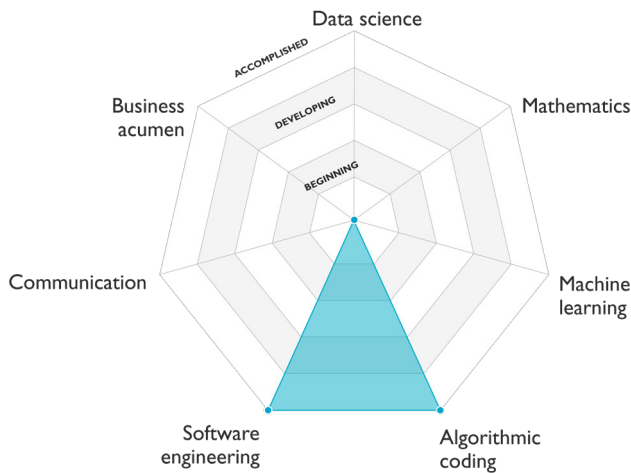 Data science
ACCOMPLISHED
Business
acumen
Mathematics
DEVELOPING
BEGINNING
Communication
Machine
learning
Software
engineering
Algorithmic
coding